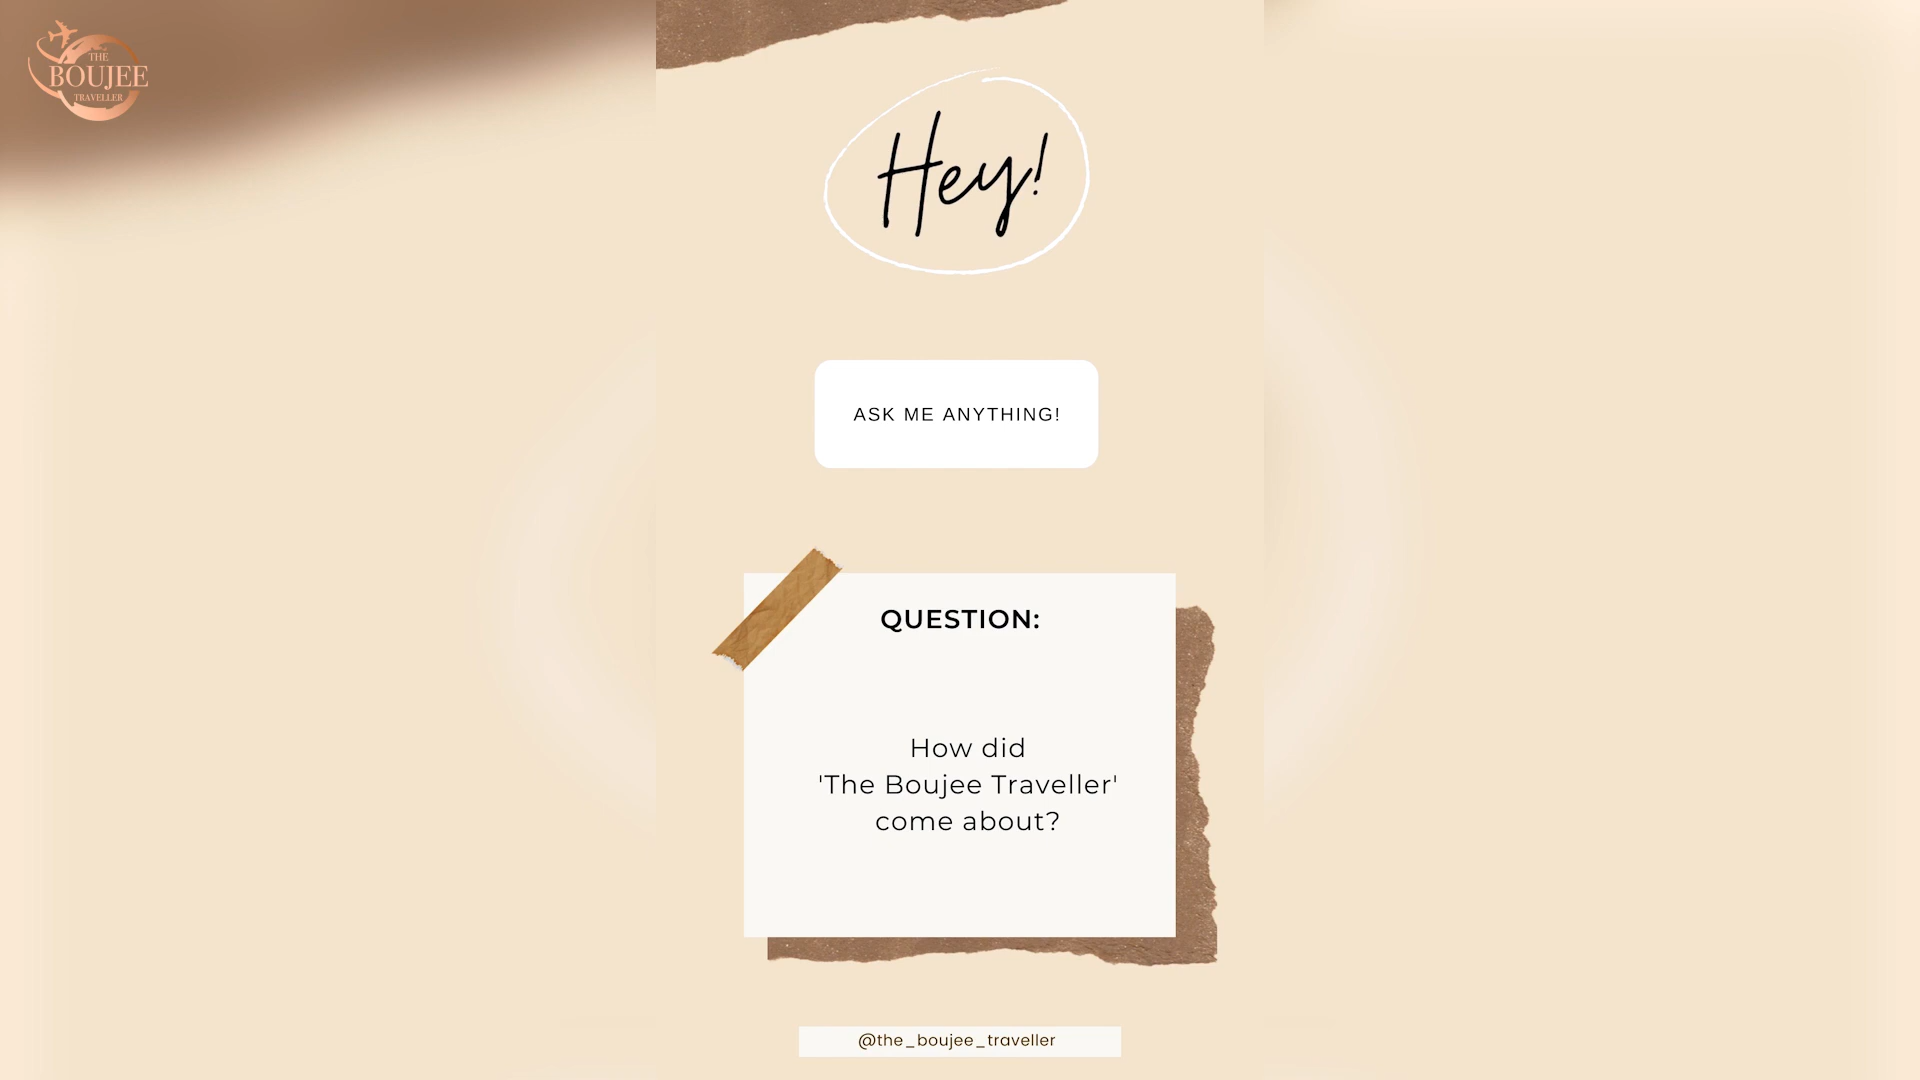 THE
BOUJEE
TRAVELLER
Hey!
ASK ME ANYTHING!
QUESTION:
How did
'The Boujee Traveller'
come about?
@the_boujee_traveller